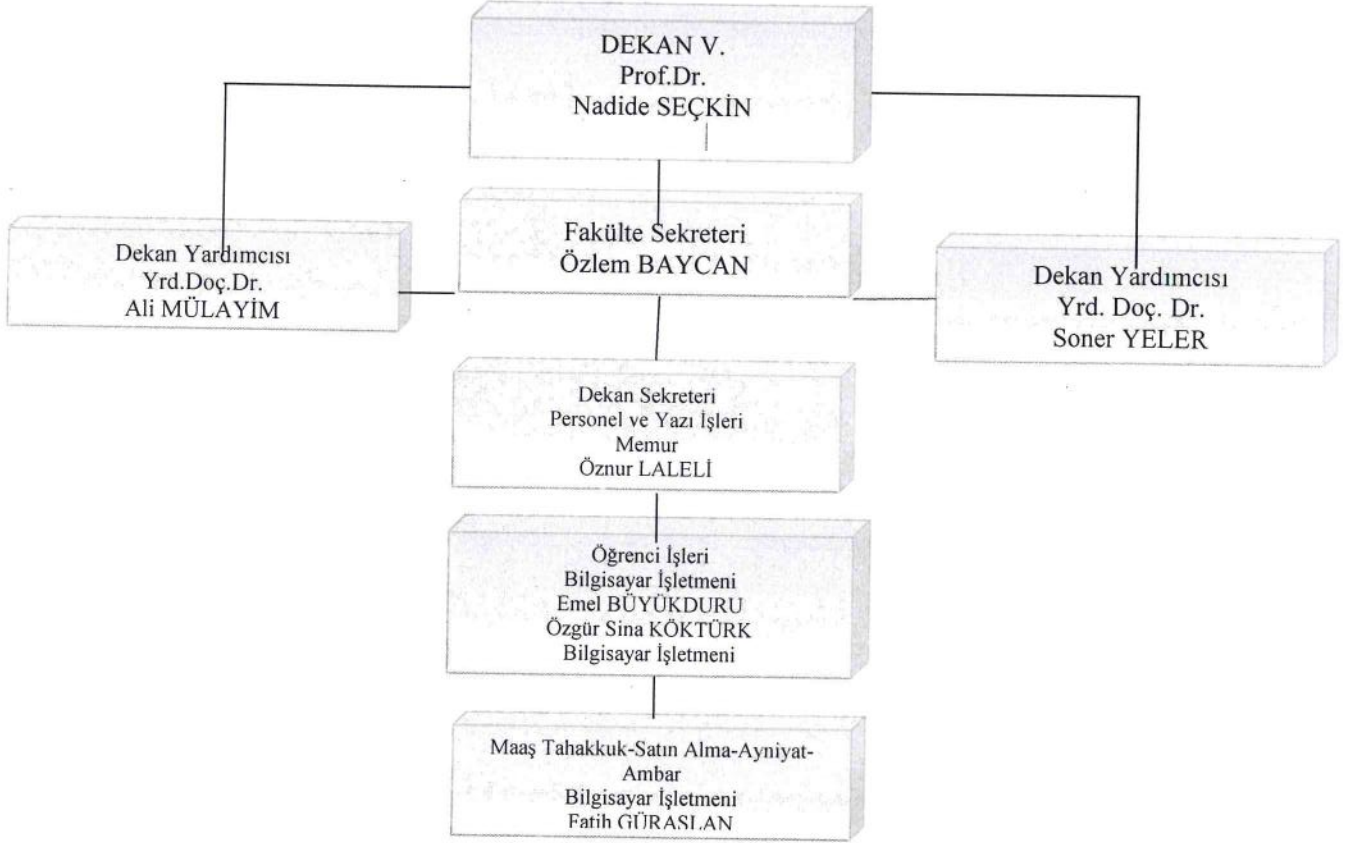 DEKAN V.
Prof.Dr.
Nadide SEÇKİN
Fakülte Sekreteri
Özlem BAYCAN
Dekan Yardımcısı
Yrd.Doç.Dr.
Ali MÜLAYİM
Dekan Yardımcısı
Yrd. Doç. Dr.
Soner YELER
Dekan Sekreteri
Personel ve Yazı İşleri
Memur
Öznur LALELİ
Öğrenci İşleri
Bilgisayar İşletmeni
Emel BÜYÜKDURU
Özgür Sina KÖKTÜRK
Bilgisayar İşletmeni
Maaş Tahakkuk-Satın Alma-Ayniyat-
Ambar
Bilgisayar İşletmeni
Fatih GÜRASLAN